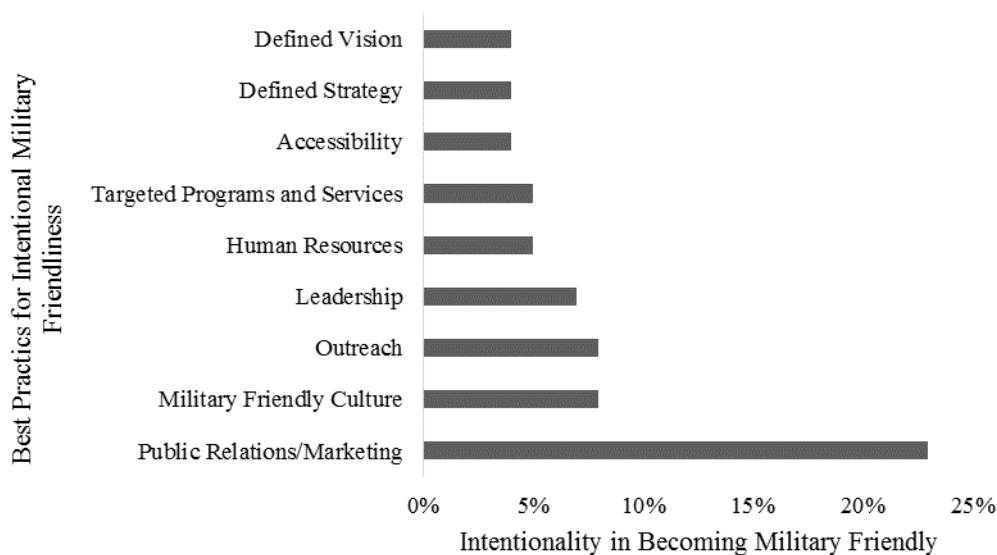 Best Practics for Intentional Military
Friendliness
Defined Vision
Defined Strategy
Accessibility
Targeted Programs and Services
Human Resources
Leadership
Outreach
Military Friendly Culture
Public Relations/Marketing
0% 5% 10% 15% 20% 25%
Intentionality in Becoming Military Friendly